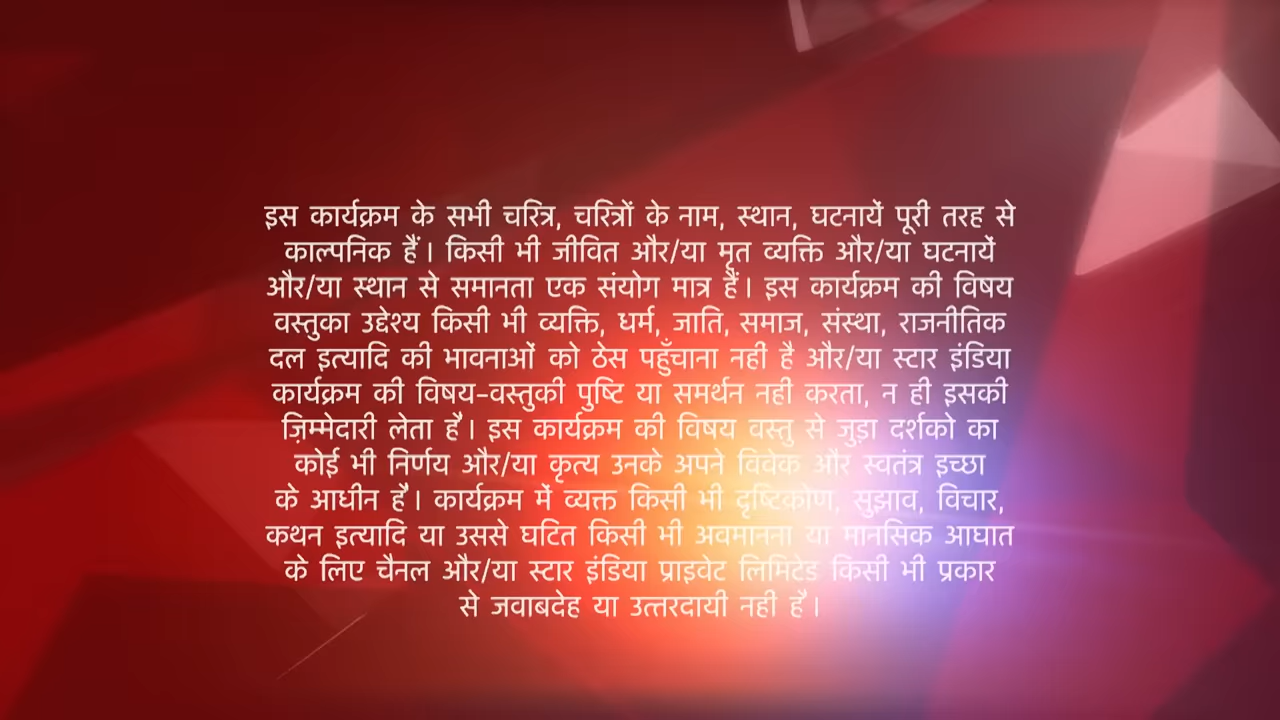 इस कार्यक्रम के सभी चरित्र, चरित्रों के नाम, स्थान, घटनायें पूरी तरह से
काल्पनिक हैं। किसी भी जीवित और/या मृत व्यक्ति और/या घटनायें
और/या स्थान से समानता एक संयोग मात्र हैं। इस कार्यक्रम की विषय
वस्तुका उद्देश्य किसी भी व्यक्ति, धर्म, जाति, समाज, संस्था, राजनीतिक
दल इत्यादि की भावनाओं को ठेस पहुँचाना नहीं है और/या स्टार इंडिया
कार्यक्रम की विषय-वस्तुकी पुष्टि या समर्थन नही करता, न ही इसकी
ज़िम्मेदारी लेता है। इस कार्यक्रम की विषय वस्तु से जुड़ा दर्शको का
कोई भी निर्णय और/या कृत्य उनके अपने विवेक और स्वतंत्र इच्छा
के आधीन है। कार्यक्रम में व्यक्त किसी भी दृष्टिकोण, सुझाव, विचार,
कथन इत्यादि या उससे घटित किसी भी अवमानना या मानसिक आघात
के लिए चैनल और/या स्टार इंडिया प्राइवेट लिमिटेड किसी भी प्रकार
से जवाबदेह या उत्तरदायी नही है।